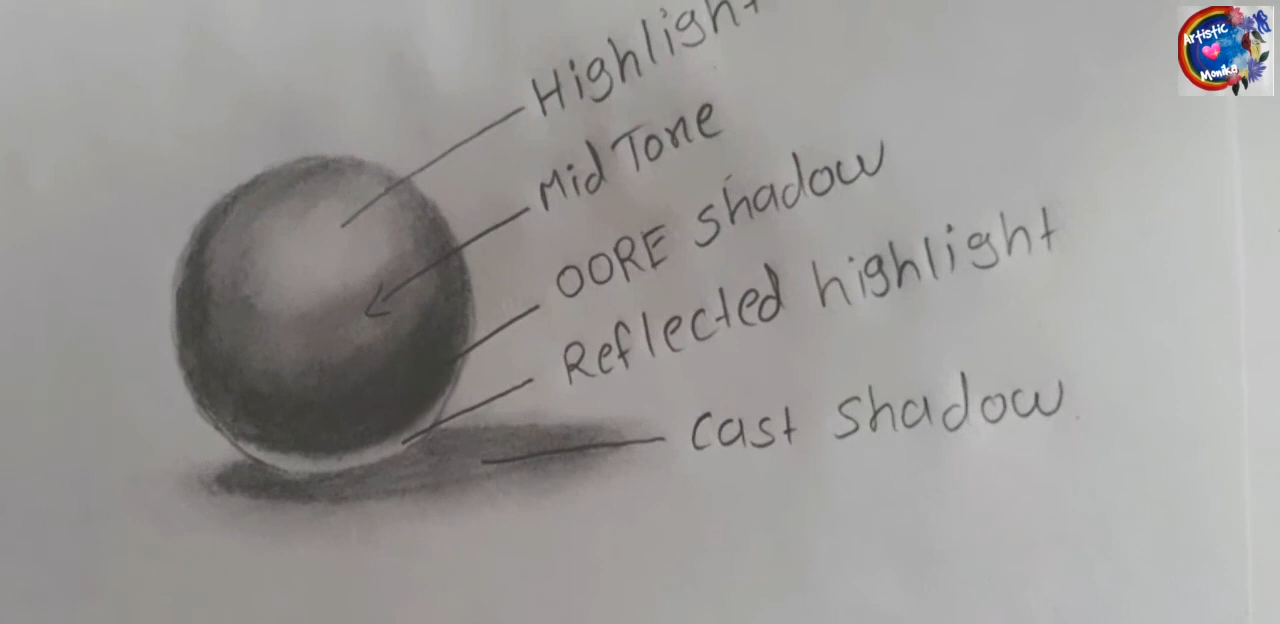 Artistic
Monika
Highlight
Mid Tone
OORE shadow
Reflected highlight
Cast shadow